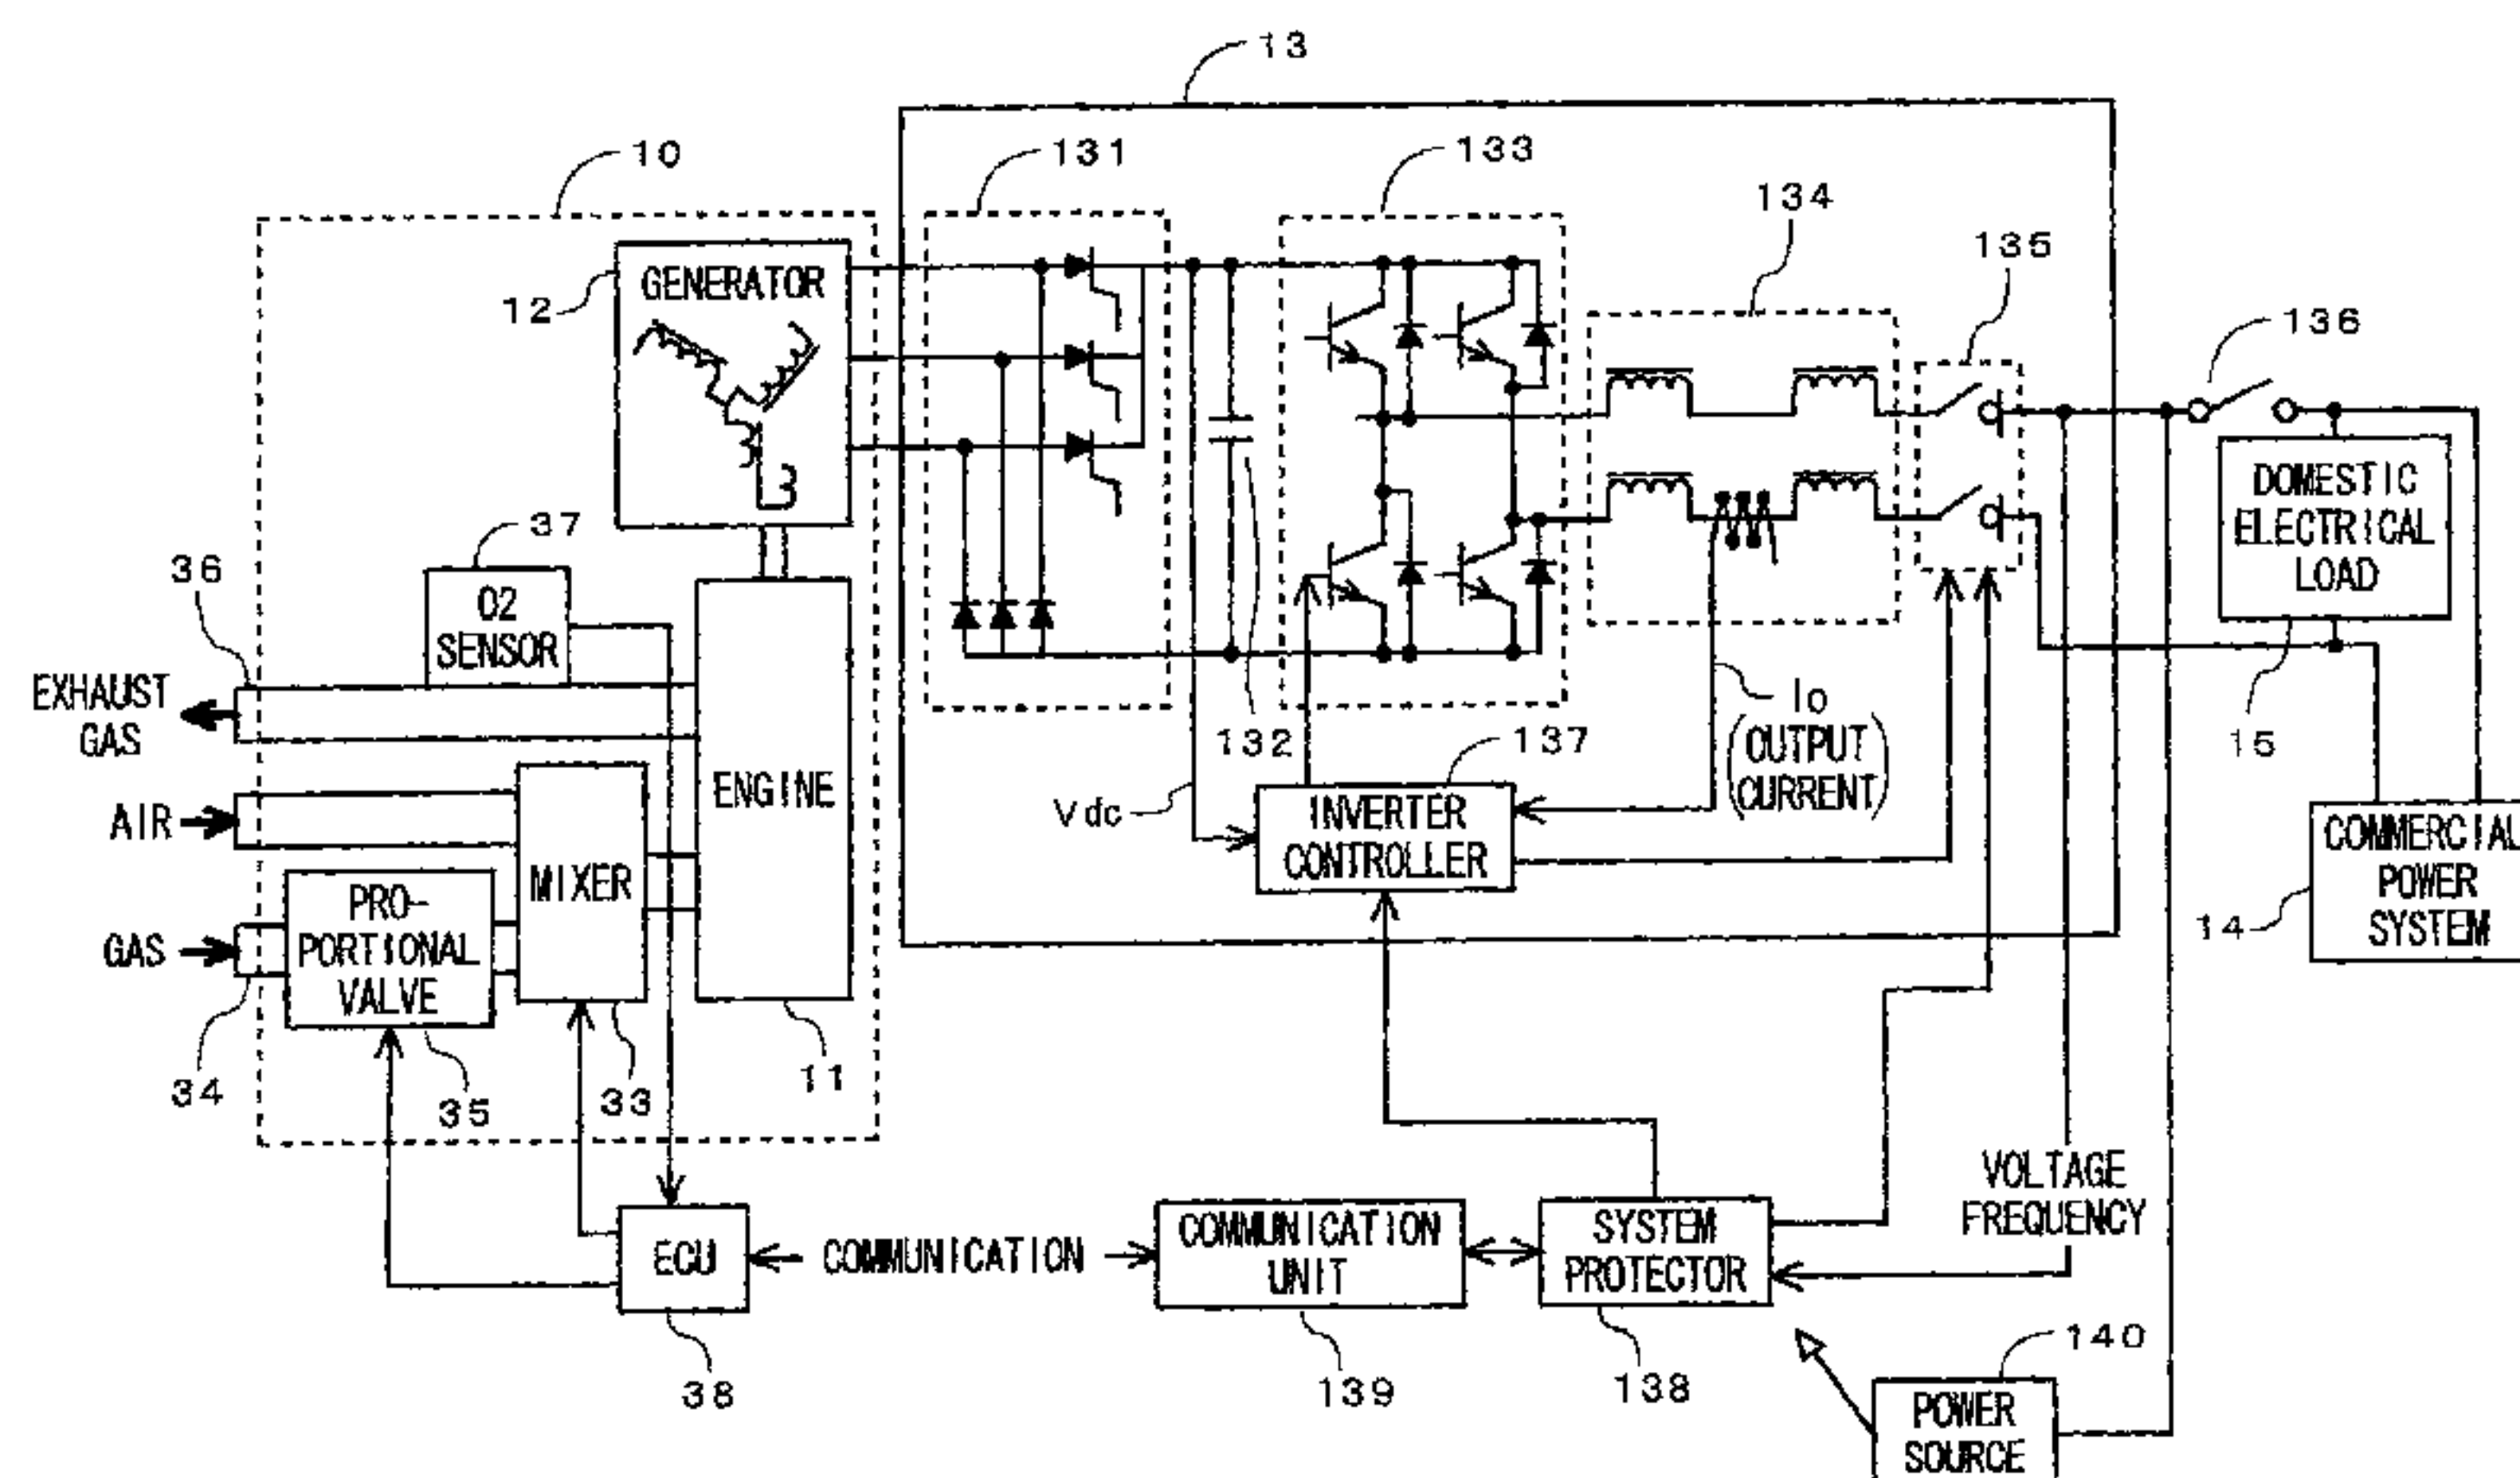 13
10
131
133
134
135
136
GENERATOR
12
37
36
O2
SENSOR
EXHAUST
GAS
AIR
GAS
ENGINE
MIXER
PRO-
PORTIONAL
VALVE
34
35
33
11
132
137
Vdc
INVERTER
CONTROLLER
Io
(OUTPUT
CURRENT)
DOMESTIC
ELECTRICAL
LOAD
15
COMMERCIAL
POWER
SYSTEM
14
VOLTAGE
FREQUENCY
ECU
COMMUNICATION
COMMUNICATION
UNIT
SYSTEM
PROTECTOR
38
139
138
140
POWER
SOURCE